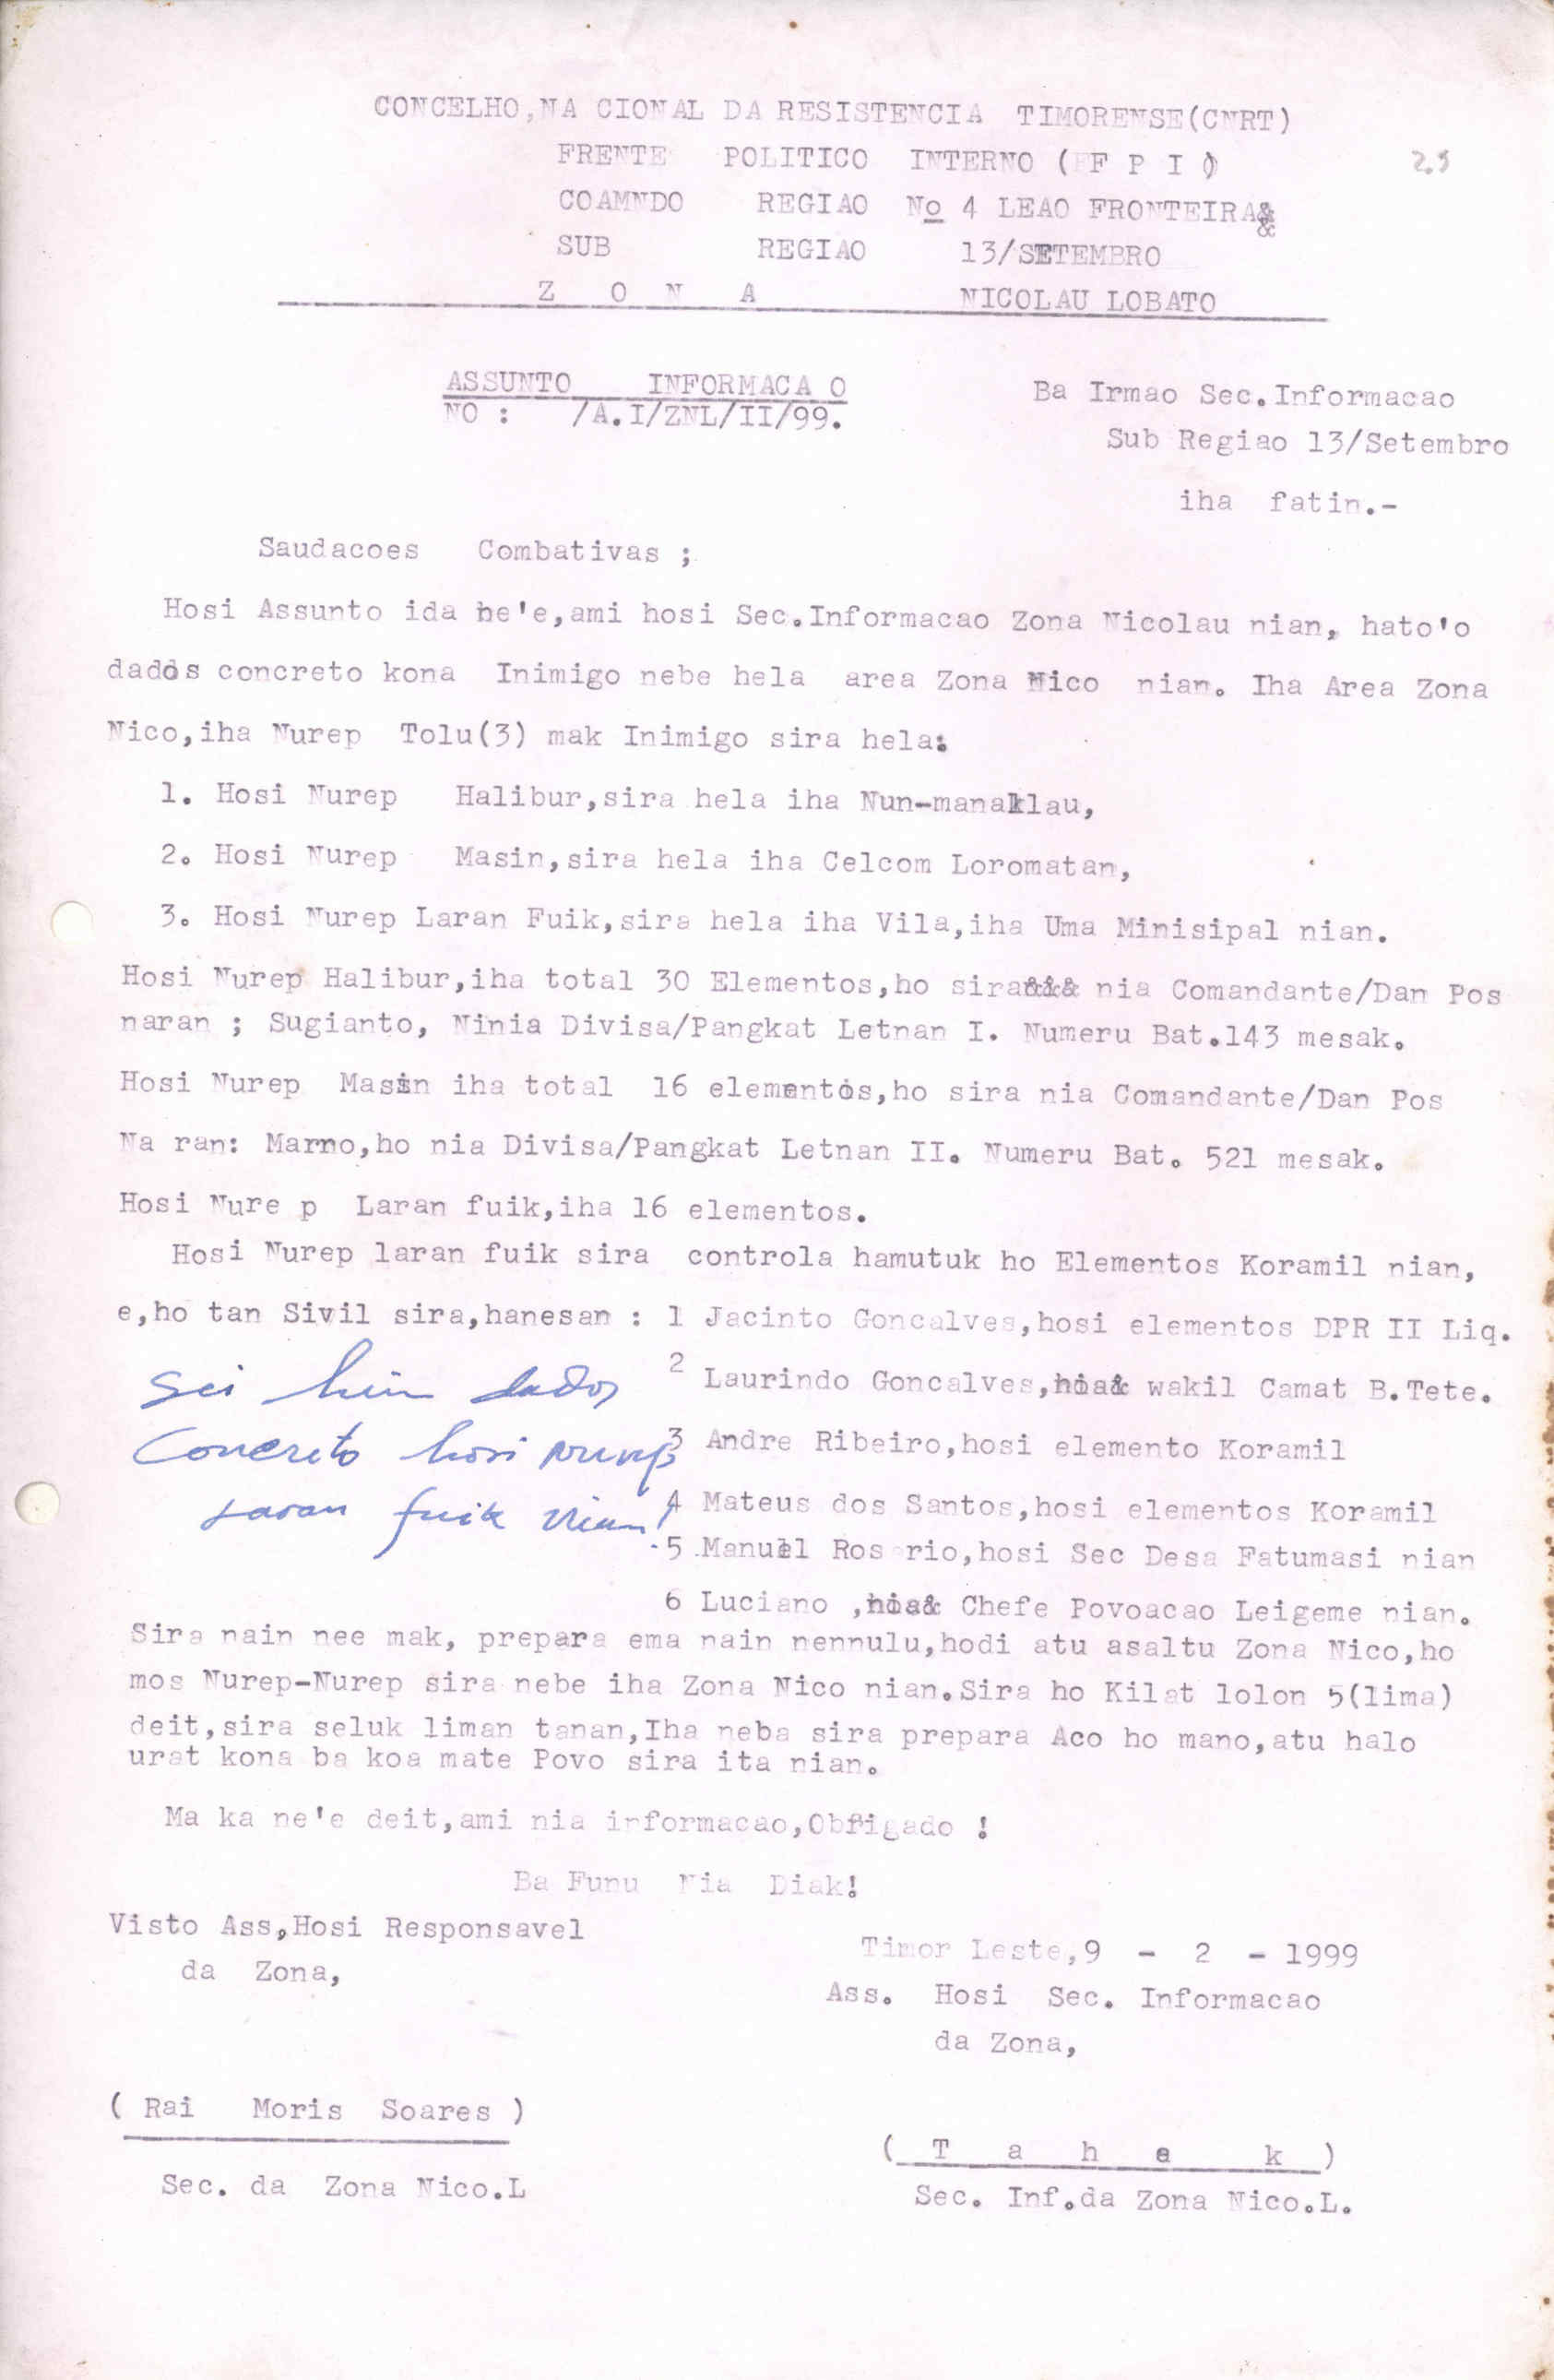 CONCELHO,NA CIONAL DA RESISTENCIA TIMORENSE(CNRT)
FRENTE POLITICO INTERNO ( F P I )
2.5
COAMNDO REGIAO No 4 LEAO FRONTEIRA&
SUB REGIAO 13/SETEMBRO
Z O N A NICOLAU LOBATO
ASSUNTO INFORMACA O
NO : /A.I/ZNL/II/99.
Ba Irmao Sec.Informacao
Sub Regiao 13/Setembro
iha fatin.-
Saudacoes Combativas ;
Hosi Assunto ida ne'e,ami hosi Sec.Informacao Zona Nicolau nian, hato'o
dados concreto kona Inimigo nebe hela area Zona Nico nian. Iha Area Zona
Nico,iha Nurep Tolu(3) mak Inimigo sira hela:
1. Hosi Nurep Halibur,sira hela iha Nun-manaklau,
2. Hosi Nurep Masin,sira hela iha Celcom Loromatan,
3. Hosi Nurep Laran Fuik,sira hela iha Vila,iha Uma Minisipal nian.
Hosi Nurep Halibur,iha total 30 Elementos,ho sira&&& nia Comandante/Dan Pos
naran ; Sugianto, Ninia Divisa/Pangkat Letnan I. Numeru Bat.143 mesak.
Hosi Nurep Masin iha total 16 elementos,ho sira nia Comandante/Dan Pos
Na ran: Marno,ho nia Divisa/Pangkat Letnan II. Numeru Bat. 521 mesak.
Hosi Nure p Laran fuik,iha 16 elementos.
Hosi Nurep laran fuik sira controla hamutuk ho Elementos Koramil nian,
e,ho tan Sivil sira,hanesan : 1 Jacinto Goncalves,hosi elementos DPR II Liq.
2 Laurindo Goncalves, wakil Camat B.Tete.
3 Andre Ribeiro,hosi elemento Koramil
4 Mateus dos Santos,hosi elementos Koramil
5 Manuel Ros rio,hosi Sec Desa Fatumasi nian
6 Luciano , Chefe Povoacao Leigeme nian.
Sei dados
Concreto hosi nurep
Laran fuik nian!
Sira nain nee mak, prepara ema nain nennulu,hodi atu asaltu Zona Nico,ho
mos Nurep-Nurep sira nebe iha Zona Nico nian.Sira ho Kilat lolon 5(lima)
deit,sira seluk liman tanan,Iha neba sira prepara Aco ho mano,atu halo
urat kona ba koa mate Povo sira ita nian.
Ma ka ne'e deit,ami nia informacao,Obrigado !
Ba Funu Nia Diak!
Visto Ass,Hosi Responsavel
da Zona,
Timor Leste,9 - 2 - 1999
Ass. Hosi Sec. Informacao
da Zona,
( Rai Moris Soares )
Sec. da Zona Nico.L
( T a h a k )
Sec. Inf.da Zona Nico.L.